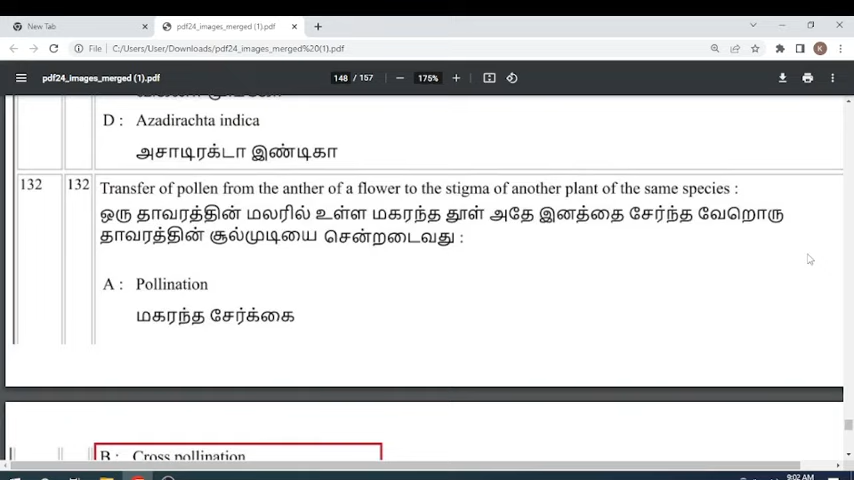 New Tab
pdf24_images_merged (1).pdf
File C:/Users/User/Downloads/pdf24_images_merged%20(1).pdf
K
pdf24_images_merged (1).pdf
148 / 157
175%
D : Azadirachta indica
அசாடிரக்டா இண்டிகா
132 132 Transfer of pollen from the anther of a flower to the stigma of another plant of the same species :
ஒரு தாவரத்தின் மலரில் உள்ள மகரந்த தூள் அதே இனத்தை சேர்ந்த வேறொரு
தாவரத்தின் சூல்முடியை சென்றடைவது :
A : Pollination
மகரந்த சேர்க்கை
B : Cross pollination
9:02 AM